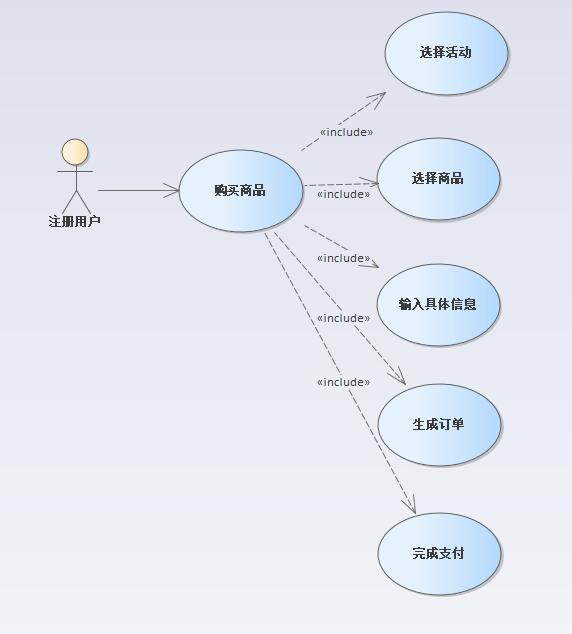 选择活动
«include»
选择商品
购买商品
«include»
注册用户
«include»
输入具体信息
«include»
«include»
生成订单
完成支付